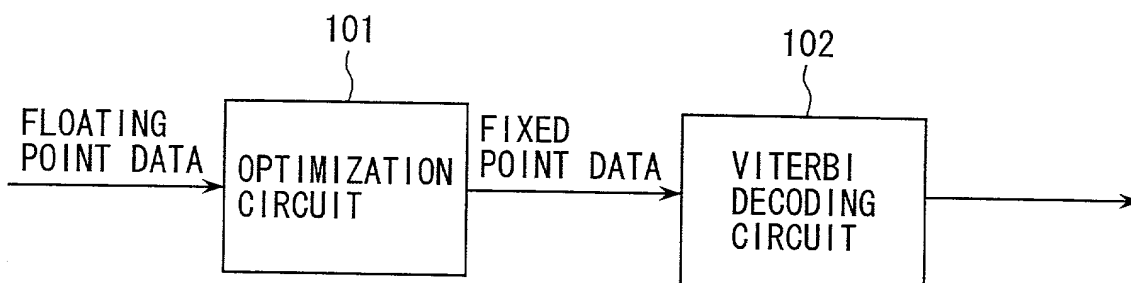 101
102
FLOATING
POINT DATA
OPTIMIZATION
CIRCUIT
FIXED
POINT DATA
VITERBI
DECODING
CIRCUIT